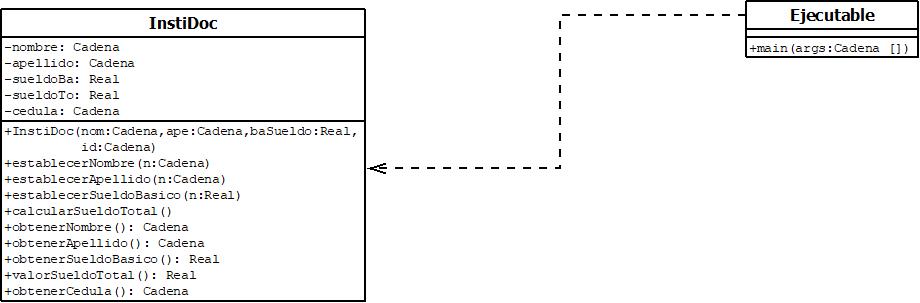 InstiDoc
-nombre: Cadena
-apellido: Cadena
-sueldoBa: Real
-sueldoTo: Real
-cedula: Cadena
+InstiDoc(nom:Cadena,ape:Cadena,baSueldo:Real,
id:Cadena)
+establecerNombre(n:Cadena)
+establecerApellido(n:Cadena)
+establecerSueldoBasico(n:Real)
+calcularSueldoTotal()
+obtenerNombre(): Cadena
+obtenerApellido(): Cadena
+obtenerSueldoBasico(): Real
+valorSueldoTotal(): Real
+obtenerCedula(): Cadena
Ejecutable
+main(args:Cadena [])